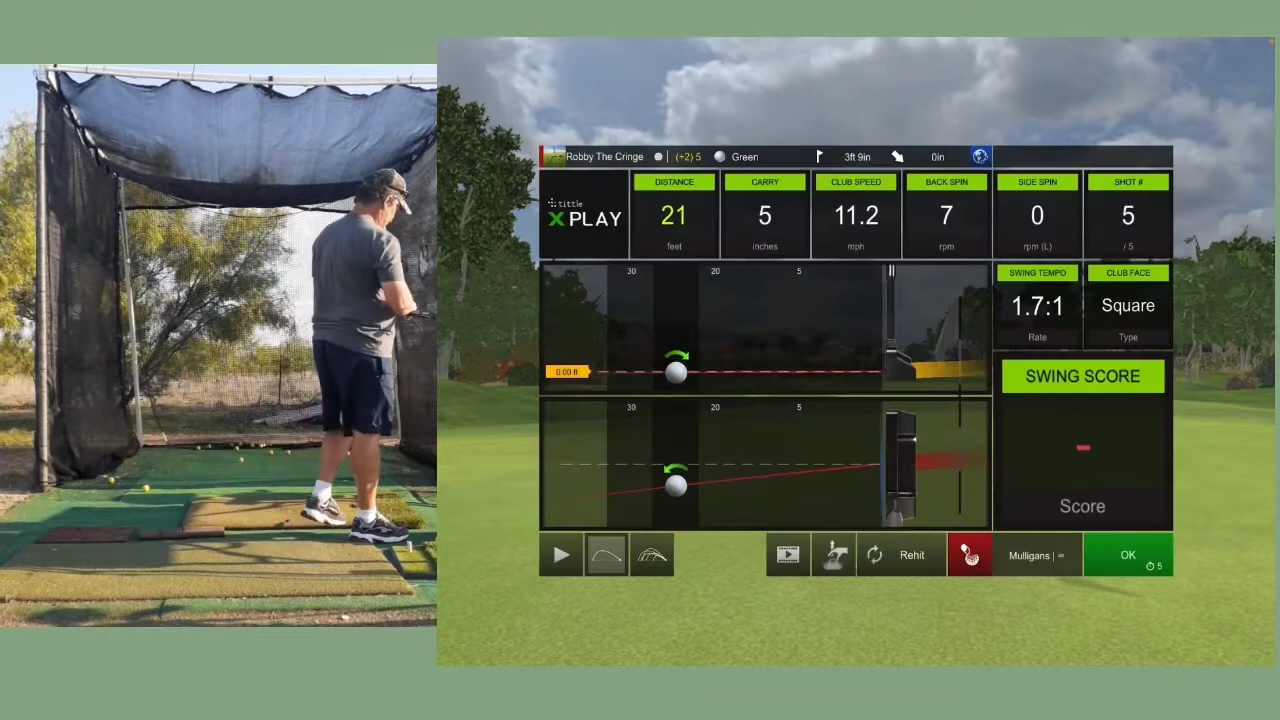 Robby The Cringe (+2) 5 Green 3ft 9in 0in
tittle
X PLAY
DISTANCE CARRY CLUB SPEED BACK SPIN SIDE SPIN SHOT #
21 5 11.2 7 0 5
feet inches mph rpm rpm (L) / 5
30 20 5
SWING TEMPO CLUB FACE
1.7:1 Square
Rate Type
0.00 ft
SWING SCORE
-
Score
30 20 5
Rehit Mulligans | ∞ OK
5